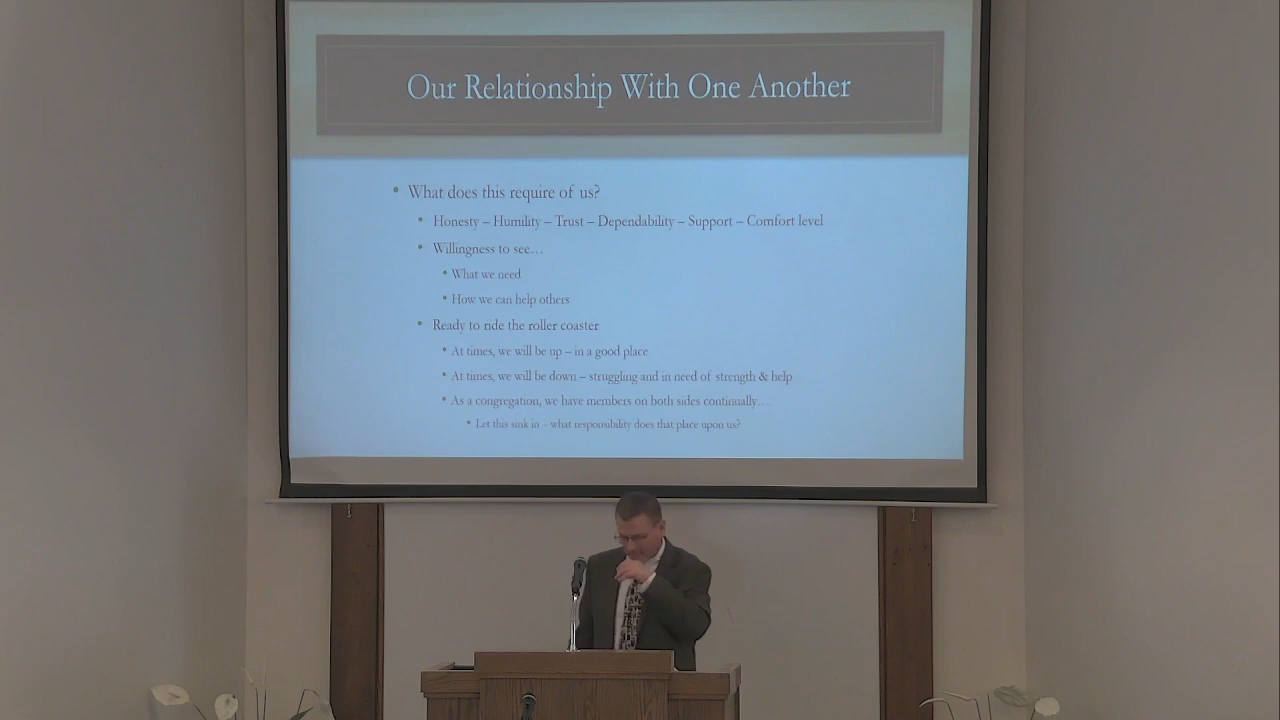 Our Relationship With One Another
• What does this require of us?
• Honesty – Humility – Trust – Dependability – Support – Comfort level
• Willingness to see…
• What we need
• How we can help others
• Ready to ride the roller coaster
• At times, we will be up – in a good place
• At times, we will be down – struggling and in need of strength & help
• As a congregation, we have members on both sides continually…
• Let this sink in – what responsibility does that place upon us?